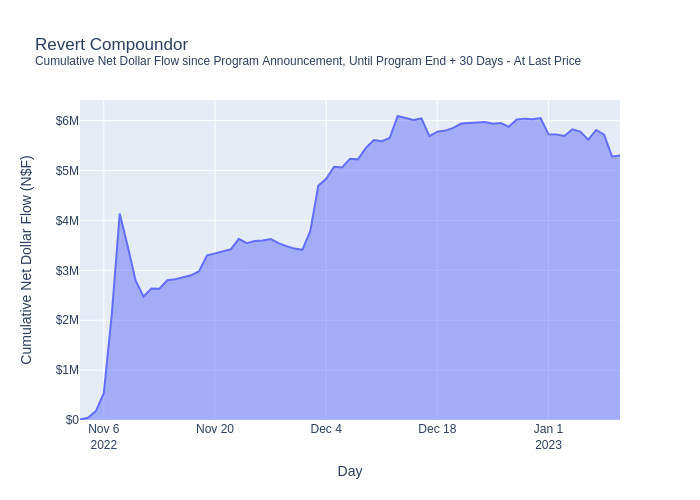 Revert Compoundor
Cumulative Net Dollar Flow since Program Announcement, Until Program End + 30 Days - At Last Price
Cumulative Net Dollar Flow (N$F)
$6M
$5M
$4M
$3M
$2M
$1M
$0
Nov 6
2022
Nov 20
Dec 4
Dec 18
Jan 1
2023
Day